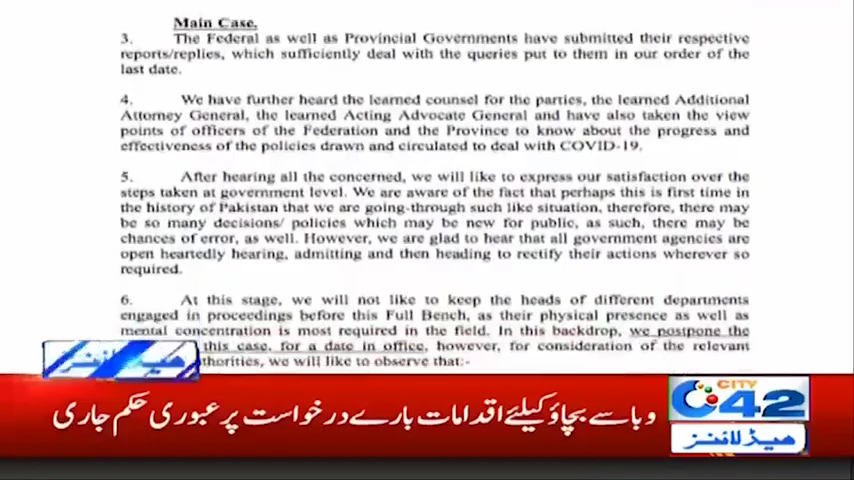 Main Case.
3. The Federal as well as Provincial Governments have submitted their respective
reports/replies, which sufficiently deal with the queries put to them in our order of the
last date.
4. We have further heard the learned counsel for the parties, the learned Additional
Attorney General, the learned Acting Advocate General and have also taken the view
points of officers of the Federation and the Province to know about the progress and
effectiveness of the policies drawn and circulated to deal with COVID-19.
5. After hearing all the concerned, we will like to express our satisfaction over the
steps taken at government level. We are aware of the fact that perhaps this is first time in
the history of Pakistan that we are going-through such like situation, therefore, there may
be so many decisions/ policies which may be new for public, as such, there may be
chances of error, as well. However, we are glad to hear that all government agencies are
open heartedly hearing, admitting and then heading to rectify their actions wherever so
required.
6. At this stage, we will not like to keep the heads of different departments
engaged in proceedings before this Full Bench, as their physical presence as well as
mental concentration is most required in the field. In this backdrop, we postpone the
this case, for a date in office, however, for consideration of the relevant
uthorities, we will like to observe that:-
ہیڈلائنز
وبا سے بچاؤ کیلئے اقدامات بارے درخواست پر عبوری حکم جاری
CITY
42
ہیڈلائنز